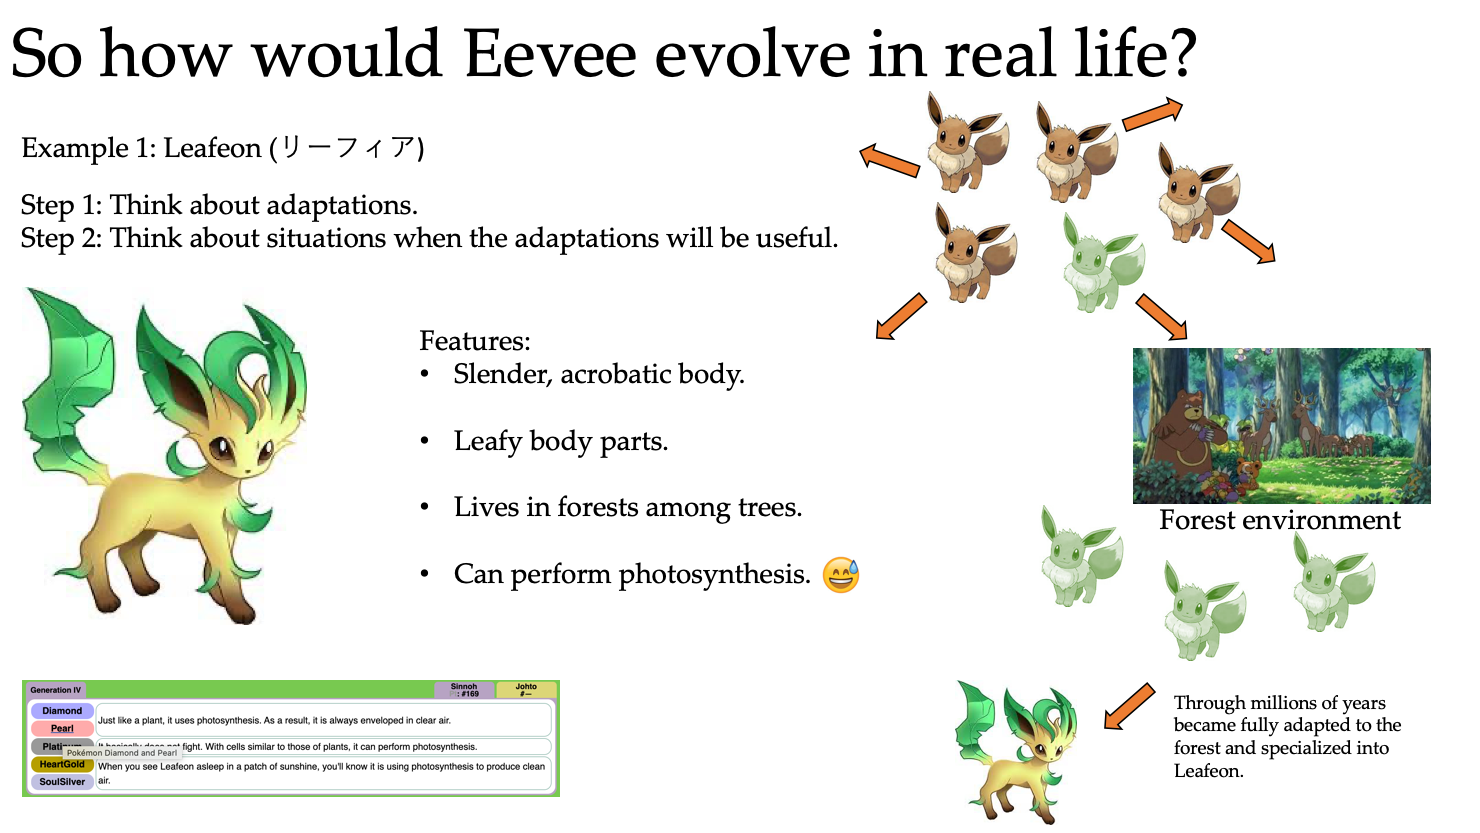 So how would Eevee evolve in real life?
Example 1: Leafeon (リーフィア)
Step 1: Think about adaptations.
Step 2: Think about situations when the adaptations will be useful.
Features:
• Slender, acrobatic body.
• Leafy body parts.
• Lives in forests among trees.
• Can perform photosynthesis. 😅
Forest environment
Through millions of years
became fully adapted to the
forest and specialized into
Leafeon.
Generation IV
Sinnoh
: #169
Johto
#—
Diamond
Pearl
Just like a plant, it uses photosynthesis. As a result, it is always enveloped in clear air.
Platinum
It basically does not fight. With cells similar to those of plants, it can perform photosynthesis.
Pokémon Diamond and Pearl
HeartGold
SoulSilver
When you see Leafeon asleep in a patch of sunshine, you'll know it is using photosynthesis to produce clean
air.